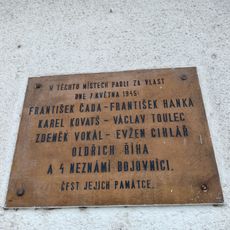 V TĚCHTO MÍSTECH PADLI ZA VLAST
DNE 7 KVĚTNA 1945:
FRANTIŠEK ČADA - FRANTIŠEK HANKA
KAREL KOVATŠ - VÁCLAV TOULEC
ZDENĚK VOKÁL - EVŽEN CIHLÁŘ
OLDŘICH ŘÍHA
A 4 NEZNÁMÍ BOJOVNÍCI.
ČEST JEJICH PAMÁTCE.